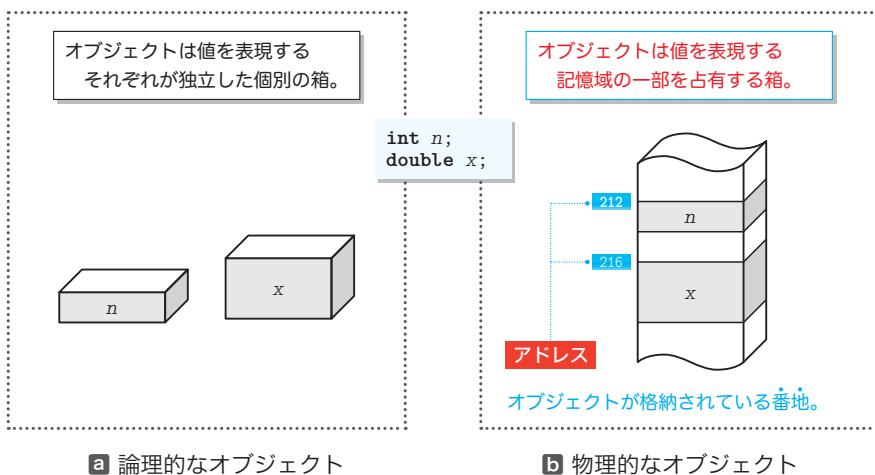 オブジェクトは値を表現する
それぞれが独立した個別の箱。
オブジェクトは値を表現する
記憶域の一部を占有する箱。
int n;
double x;
212
n
216
x
n
x
アドレス
オブジェクトが格納されている番地。
a 論理的なオブジェクト
b 物理的なオブジェクト